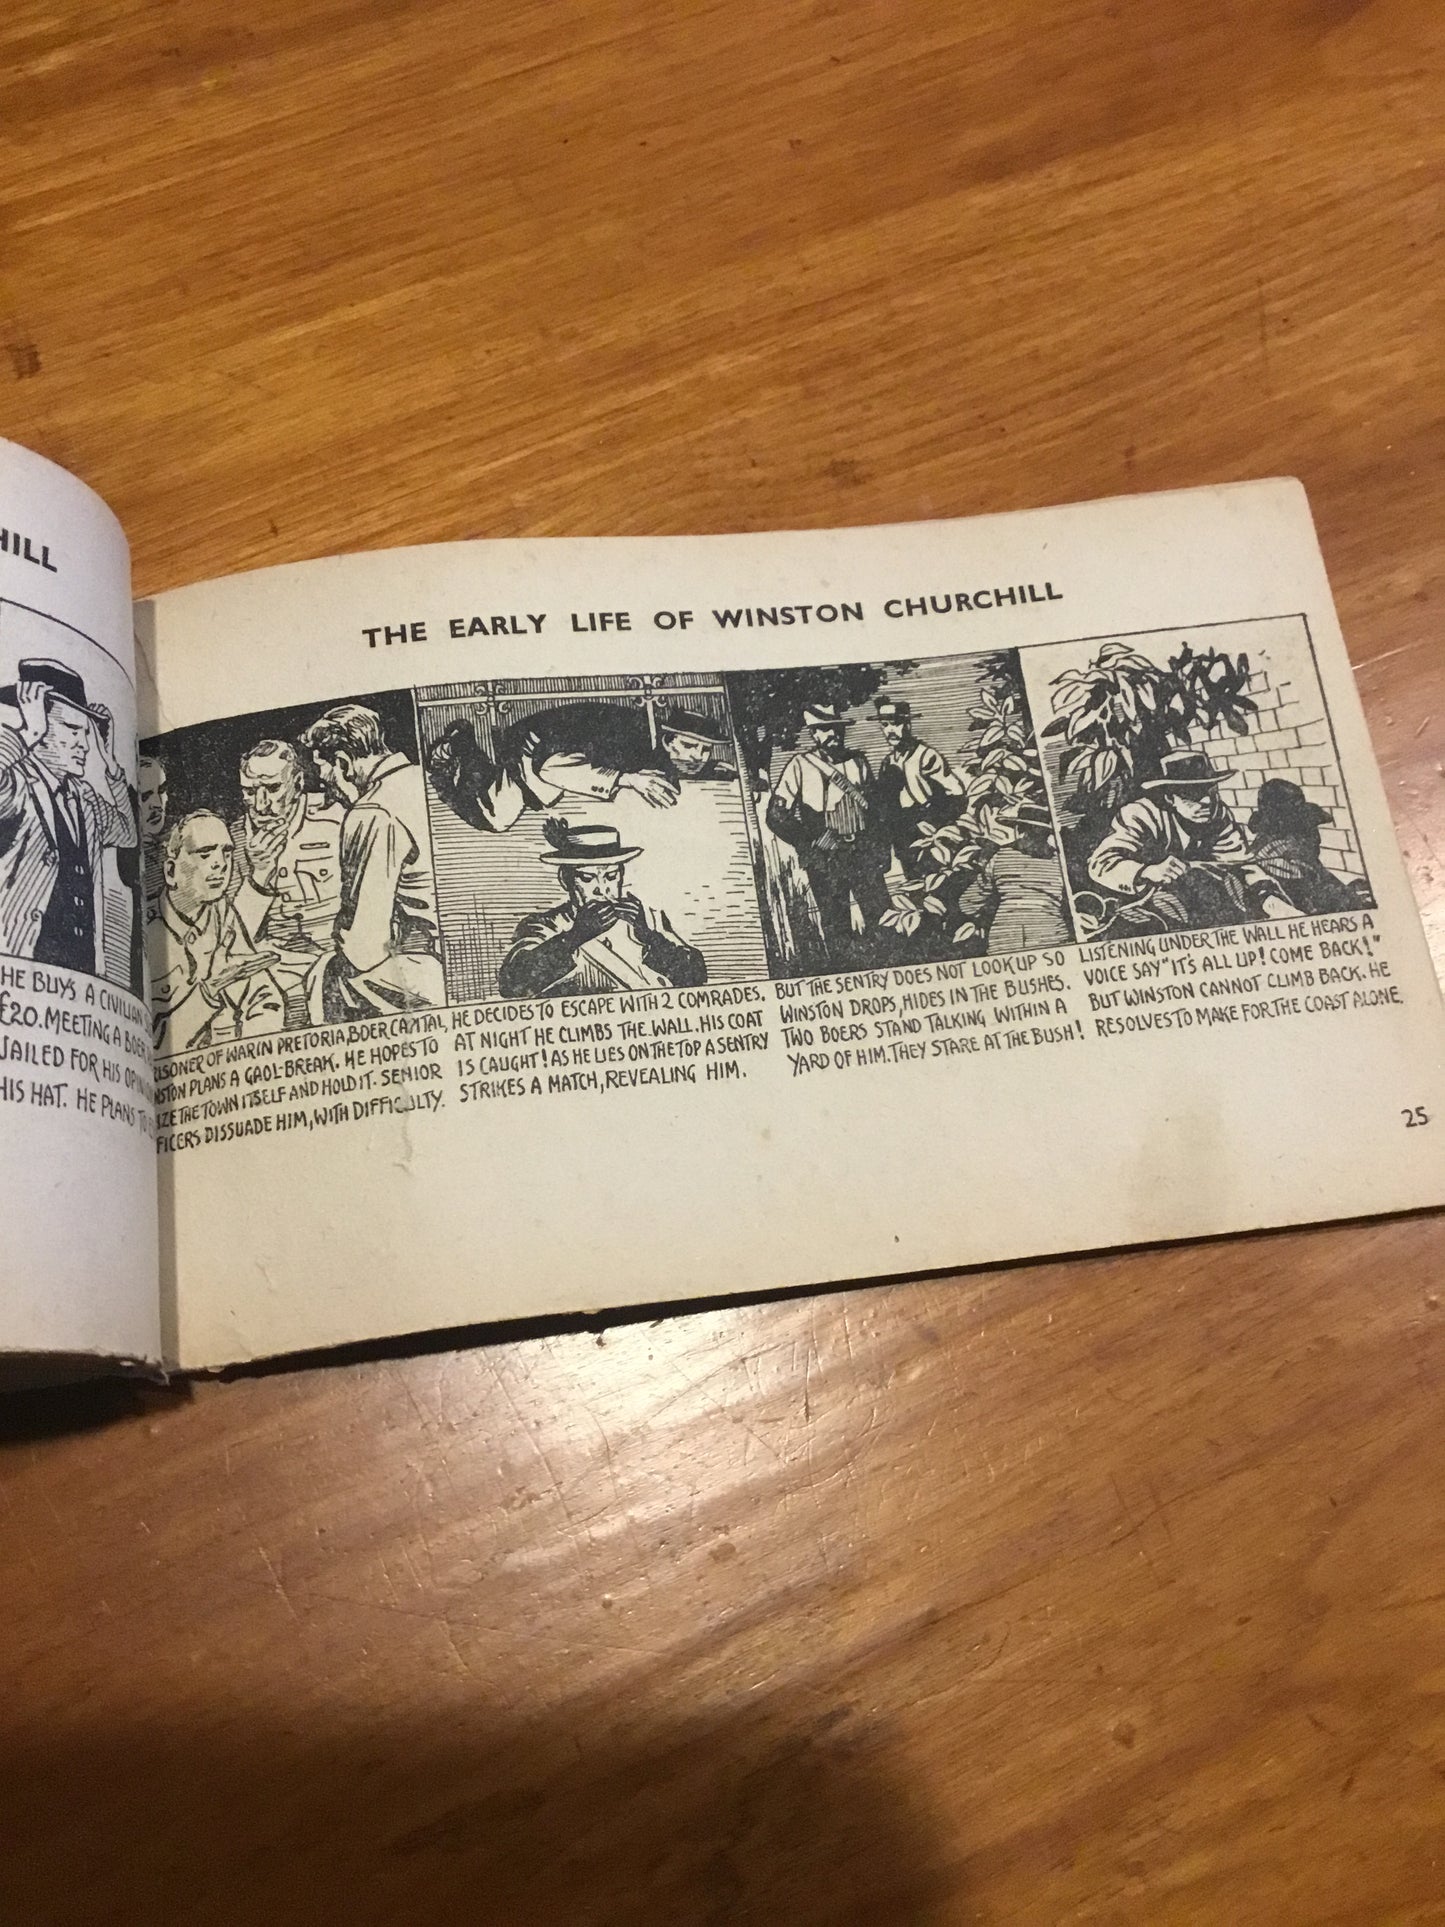 HILL
HE BUYS A CIVILIAN
£20. MEETING A BOER
JAILED FOR HIS
HIS HAT. HE PLANS TO
THE EARLY LIFE OF WINSTON CHURCHILL
RISONER OF WAR IN PRETORIA, BOER CAPITAL,
NSTON PLANS A GAOL-BREAK. HE HOPES TO
IZE THE TOWN ITSELF AND HOLD IT. SENIOR
FICERS DISSUADE HIM, WITH DIFFICULTY.
HE DECIDES TO ESCAPE WITH 2 COMRADES.
AT NIGHT HE CLIMBS THE WALL. HIS COAT
IS CAUGHT! AS HE LIES ON THE TOP A SENTRY
STRIKES A MATCH, REVEALING HIM.
BUT THE SENTRY DOES NOT LOOK UP SO
WINSTON DROPS, HIDES IN THE BUSHES.
TWO BOERS STAND TALKING WITHIN A
YARD OF HIM. THEY STARE AT THE BUSH!
LISTENING UNDER THE WALL HE HEARS A
VOICE SAY "IT'S ALL UP! COME BACK!"
BUT WINSTON CANNOT CLIMB BACK. HE
RESOLVES TO MAKE FOR THE COAST ALONE.
25